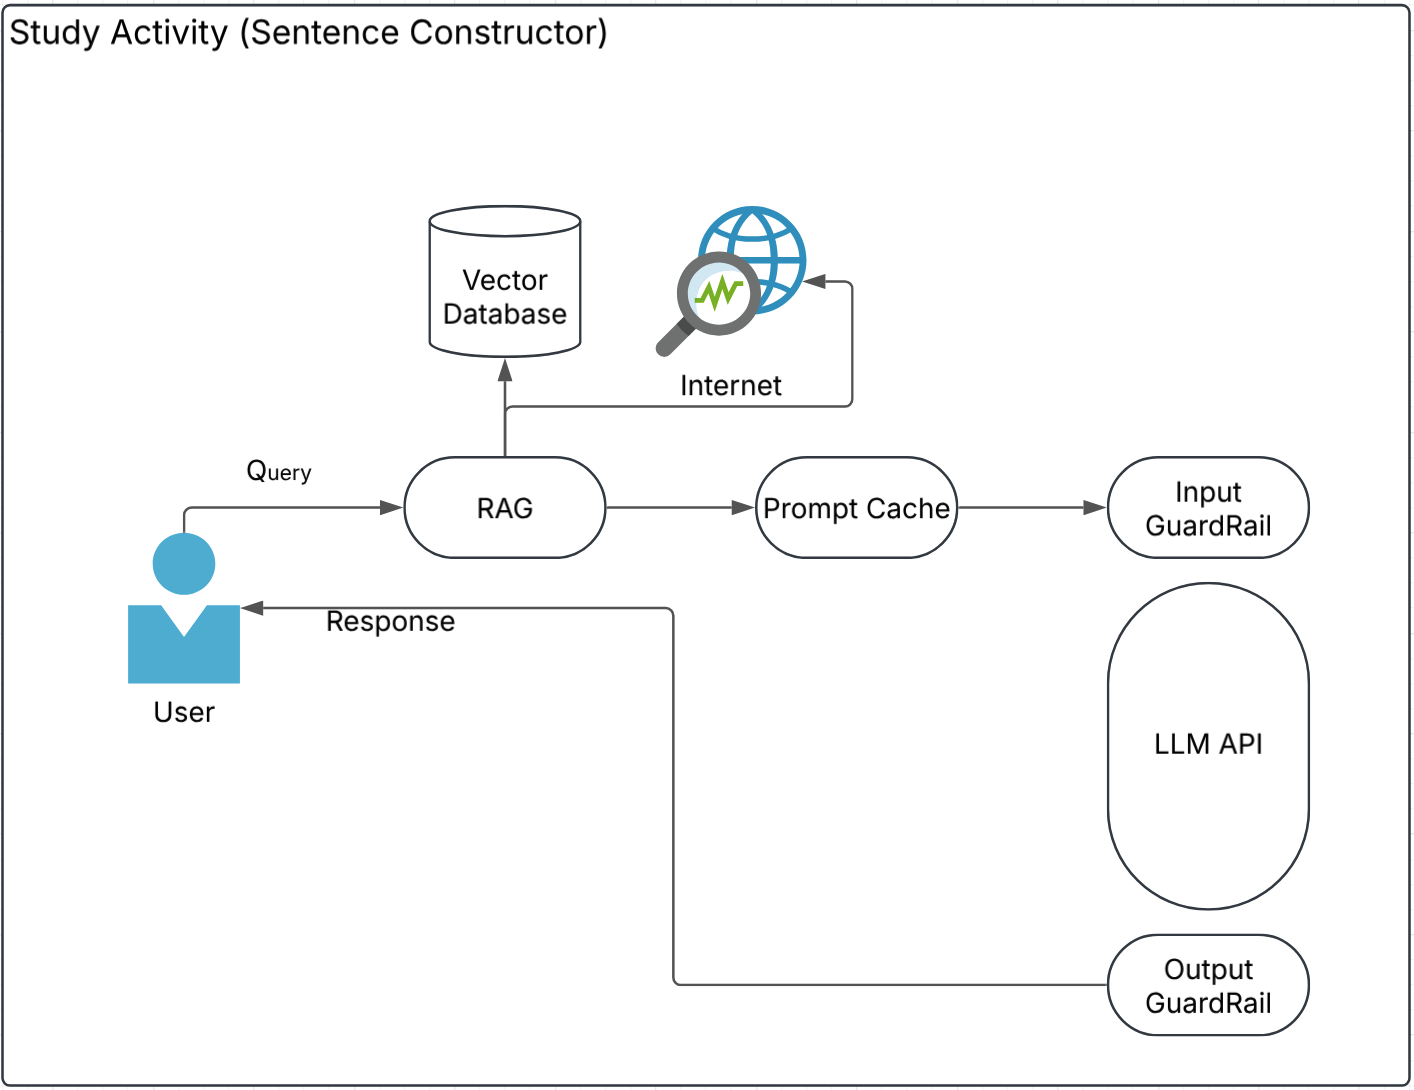 Study Activity (Sentence Constructor)
Vector
Database
Internet
Query
RAG
Prompt Cache
Input
GuardRail
Response
User
LLM API
Output
GuardRail